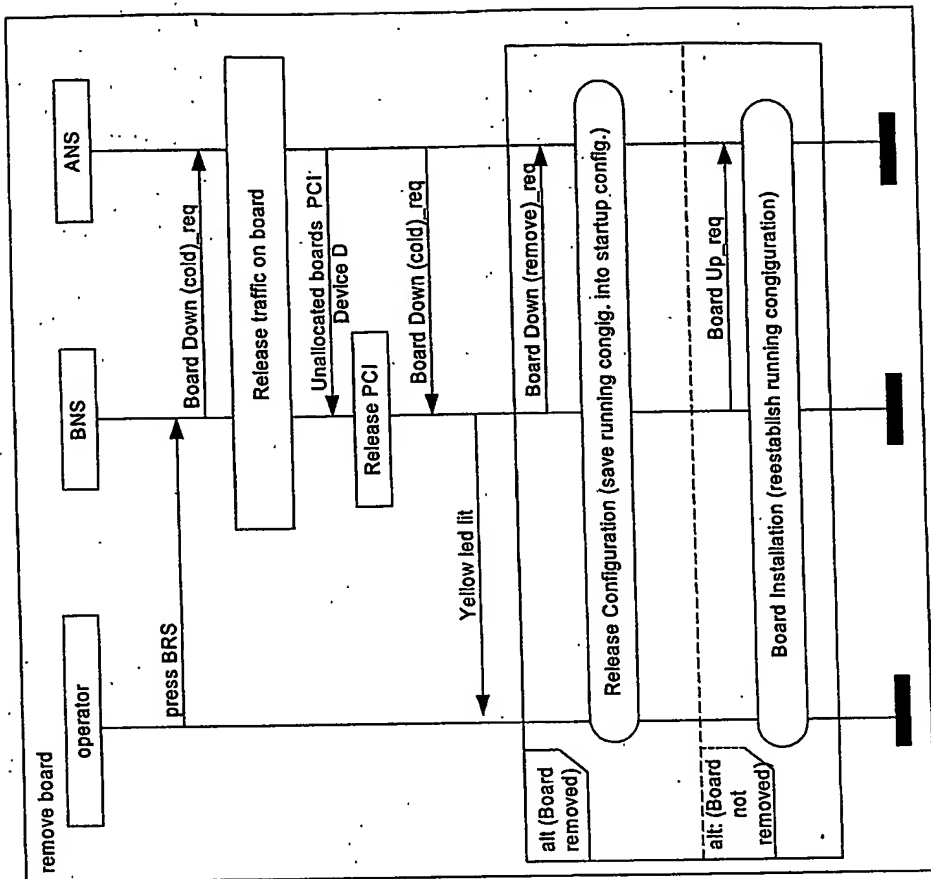 remove board
operator
BNS
ANS
press BRS
Board Down (cold)_req
Release traffic on board
Unallocated boards PCI
Device D
Release PCI
Board Down (cold)_req
Yellow led lit
alt (Board
removed)
Board Down (remove)_req
Release Configuration (save running congig. into startup config.)
alt: (Board
not
removed)
Board Up_req
Board Installation (reestablish running congiguration)